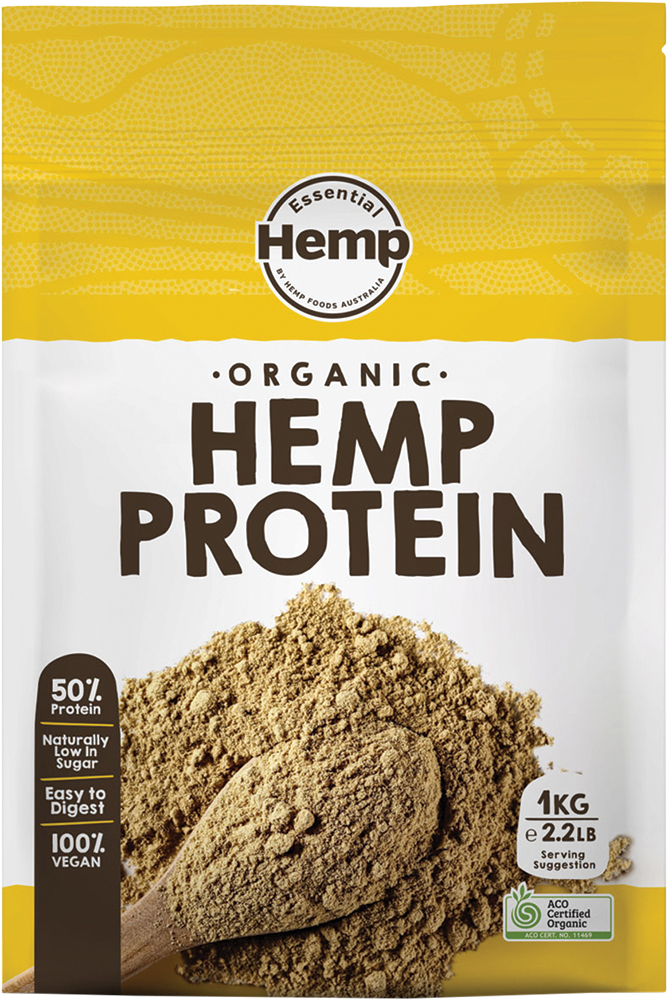 Essential
Hemp
BY HEMP FOODS AUSTRALIA
•ORGANIC•
HEMP
PROTEIN
50%
Protein
Naturally
Low In
Sugar
Easy to
Digest
100%
VEGAN
1KG
e 2.2LB
Serving
Suggestion
ACO
Certified
Organic
ACO CERT. NO. 11469